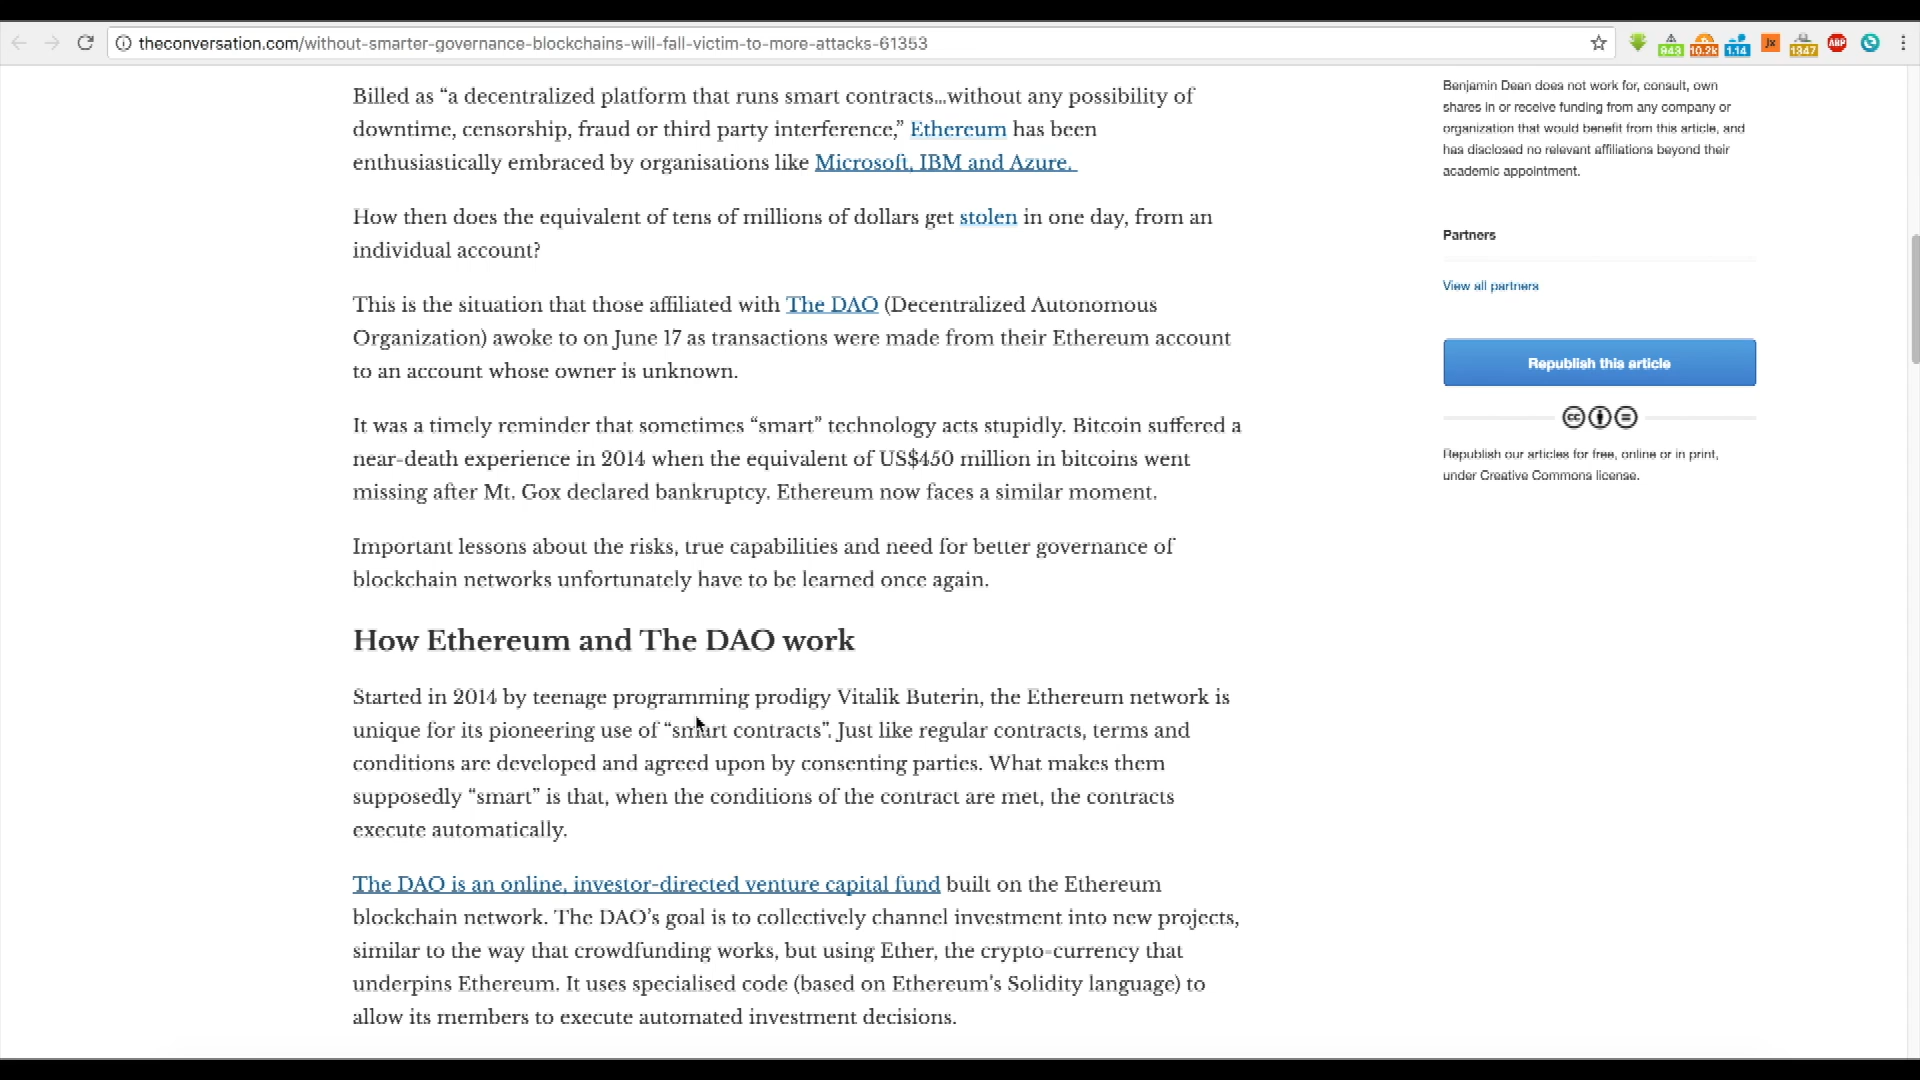 theconversation.com/without-smarter-governance-blockchains-will-fall-victim-to-more-attacks-61353
943
10.2k
1.14
Jx
1347
ABP
Billed as “a decentralized platform that runs smart contracts…without any possibility of
downtime, censorship, fraud or third party interference,” Ethereum has been
enthusiastically embraced by organisations like Microsoft, IBM and Azure.
How then does the equivalent of tens of millions of dollars get stolen in one day, from an
individual account?
This is the situation that those affiliated with The DAO (Decentralized Autonomous
Organization) awoke to on June 17 as transactions were made from their Ethereum account
to an account whose owner is unknown.
It was a timely reminder that sometimes “smart” technology acts stupidly. Bitcoin suffered a
near-death experience in 2014 when the equivalent of US$450 million in bitcoins went
missing after Mt. Gox declared bankruptcy. Ethereum now faces a similar moment.
Important lessons about the risks, true capabilities and need for better governance of
blockchain networks unfortunately have to be learned once again.
How Ethereum and The DAO work
Started in 2014 by teenage programming prodigy Vitalik Buterin, the Ethereum network is
unique for its pioneering use of “smart contracts”. Just like regular contracts, terms and
conditions are developed and agreed upon by consenting parties. What makes them
supposedly “smart” is that, when the conditions of the contract are met, the contracts
execute automatically.
The DAO is an online, investor-directed venture capital fund built on the Ethereum
blockchain network. The DAO’s goal is to collectively channel investment into new projects,
similar to the way that crowdfunding works, but using Ether, the crypto-currency that
underpins Ethereum. It uses specialised code (based on Ethereum’s Solidity language) to
allow its members to execute automated investment decisions.
Benjamin Dean does not work for, consult, own
shares in or receive funding from any company or
organization that would benefit from this article, and
has disclosed no relevant affiliations beyond their
academic appointment.
Partners
View all partners
Republish this article
cc
Republish our articles for free, online or in print,
under Creative Commons license.